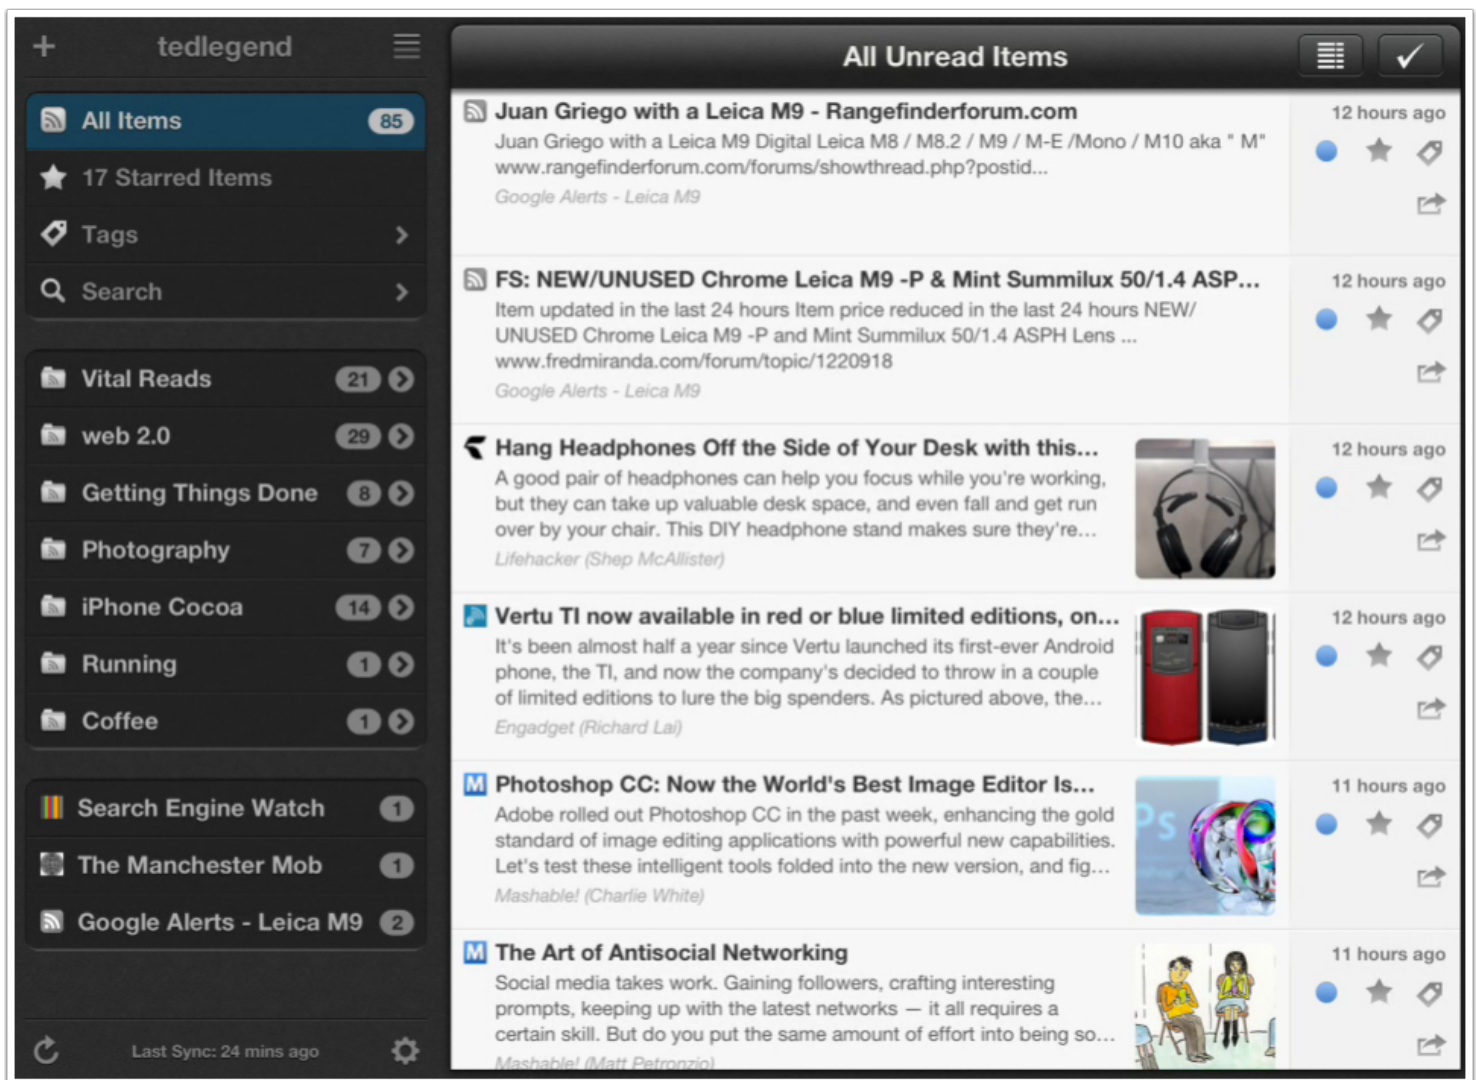 tedlegend
All Items 85
17 Starred Items
Tags
Search
Vital Reads 21
web 2.0 29
Getting Things Done 8
Photography 7
iPhone Cocoa 14
Running 1
Coffee 1
Search Engine Watch 1
The Manchester Mob 1
Google Alerts - Leica M9 2
Last Sync: 24 mins ago
All Unread Items
Juan Griego with a Leica M9 - Rangefinderforum.com
12 hours ago
Juan Griego with a Leica M9 Digital Leica M8 / M8.2 / M9 / M-E /Mono / M10 aka " M"
www.rangefinderforum.com/forums/showthread.php?postid...
Google Alerts - Leica M9
FS: NEW/UNUSED Chrome Leica M9 -P & Mint Summilux 50/1.4 ASP...
12 hours ago
Item updated in the last 24 hours Item price reduced in the last 24 hours NEW/
UNUSED Chrome Leica M9 -P and Mint Summilux 50/1.4 ASPH Lens ...
www.fredmiranda.com/forum/topic/1220918
Google Alerts - Leica M9
Hang Headphones Off the Side of Your Desk with this...
12 hours ago
A good pair of headphones can help you focus while you're working,
but they can take up valuable desk space, and even fall and get run
over by your chair. This DIY headphone stand makes sure they're...
Lifehacker (Shep McAllister)
Vertu TI now available in red or blue limited editions, on...
12 hours ago
It's been almost half a year since Vertu launched its first-ever Android
phone, the TI, and now the company's decided to throw in a couple
of limited editions to lure the big spenders. As pictured above, the...
Engadget (Richard Lai)
M Photoshop CC: Now the World's Best Image Editor Is...
11 hours ago
Adobe rolled out Photoshop CC in the past week, enhancing the gold
standard of image editing applications with powerful new capabilities.
Let's test these intelligent tools folded into the new version, and fig...
Mashable! (Charlie White)
Ps
M The Art of Antisocial Networking
11 hours ago
Social media takes work. Gaining followers, crafting interesting
prompts, keeping up with the latest networks — it all requires a
certain skill. But do you put the same amount of effort into being so...
Mashable! (Matt Petronzio)